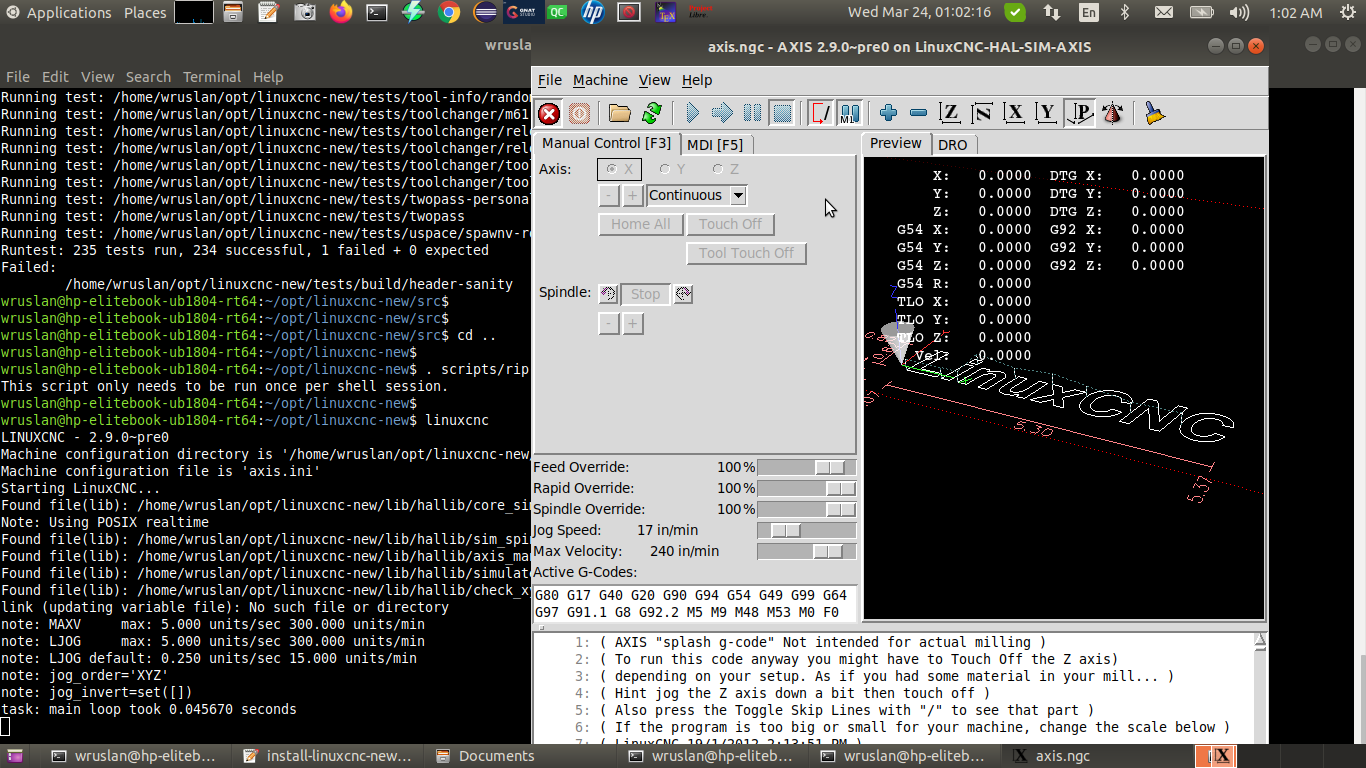 Applications Places
Wed Mar 24, 01:02:16
En
1:02 AM
wrusla
File Edit View Search Terminal Help
Running test: /home/wruslan/opt/linuxcnc-new/tests/tool-info/rando
Running test: /home/wruslan/opt/linuxcnc-new/tests/toolchanger/m61
Running test: /home/wruslan/opt/linuxcnc-new/tests/toolchanger/rel
Running test: /home/wruslan/opt/linuxcnc-new/tests/toolchanger/rel
Running test: /home/wruslan/opt/linuxcnc-new/tests/toolchanger/too
Running test: /home/wruslan/opt/linuxcnc-new/tests/toolchanger/too
Running test: /home/wruslan/opt/linuxcnc-new/tests/twopass-persona
Running test: /home/wruslan/opt/linuxcnc-new/tests/twopass
Running test: /home/wruslan/opt/linuxcnc-new/tests/uspace/spawnv-r
Runtest: 235 tests run, 234 successful, 1 failed + 0 expected
Failed:
/home/wruslan/opt/linuxcnc-new/tests/build/header-sanity
wruslan@hp-elitebook-ub1804-rt64:~/opt/linuxcnc-new/src$
wruslan@hp-elitebook-ub1804-rt64:~/opt/linuxcnc-new/src$
wruslan@hp-elitebook-ub1804-rt64:~/opt/linuxcnc-new/src$ cd ..
wruslan@hp-elitebook-ub1804-rt64:~/opt/linuxcnc-new$
wruslan@hp-elitebook-ub1804-rt64:~/opt/linuxcnc-new$ . scripts/rip
This script only needs to be run once per shell session.
wruslan@hp-elitebook-ub1804-rt64:~/opt/linuxcnc-new$
wruslan@hp-elitebook-ub1804-rt64:~/opt/linuxcnc-new$ linuxcnc
LINUXCNC - 2.9.0~pre0
Machine configuration directory is '/home/wruslan/opt/linuxcnc-new
Machine configuration file is 'axis.ini'
Starting LinuxCNC...
Found file(lib): /home/wruslan/opt/linuxcnc-new/lib/hallib/core_si
Note: Using POSIX realtime
Found file(lib): /home/wruslan/opt/linuxcnc-new/lib/hallib/sim_spi
Found file(lib): /home/wruslan/opt/linuxcnc-new/lib/hallib/axis_ma
Found file(lib): /home/wruslan/opt/linuxcnc-new/lib/hallib/simulat
Found file(lib): /home/wruslan/opt/linuxcnc-new/lib/hallib/check_x
link (updating variable file): No such file or directory
note: MAXV max: 5.000 units/sec 300.000 units/min
note: LJOG max: 5.000 units/sec 300.000 units/min
note: LJOG default: 0.250 units/sec 15.000 units/min
note: jog_order='XYZ'
note: jog_invert=set([])
task: main loop took 0.045670 seconds
axis.ngc - AXIS 2.9.0~pre0 on LinuxCNC-HAL-SIM-AXIS
File Machine View Help
M1 Z N X Y P
Manual Control [F3] MDI [F5]
Axis: X Y Z
- + Continuous
Home All Touch Off
Tool Touch Off
Spindle: Stop
- +
Feed Override: 100 %
Rapid Override: 100 %
Spindle Override: 100 %
Jog Speed: 17 in/min
Max Velocity: 240 in/min
Active G-Codes:
G80 G17 G40 G20 G90 G94 G54 G49 G99 G64
G97 G91.1 G8 G92.2 M5 M9 M48 M53 M0 F0
Preview DRO
X: 0.0000 DTG X: 0.0000
Y: 0.0000 DTG Y: 0.0000
Z: 0.0000 DTG Z: 0.0000
G54 X: 0.0000 G92 X: 0.0000
G54 Y: 0.0000 G92 Y: 0.0000
G54 Z: 0.0000 G92 Z: 0.0000
G54 R: 0.0000
TLO X: 0.0000
TLO Y: 0.0000
TLO Z: 0.0000
Vel: 0.0000
LinuxCNC
5.30
5.37
1: ( AXIS "splash g-code" Not intended for actual milling )
2: ( To run this code anyway you might have to Touch Off the Z axis)
3: ( depending on your setup. As if you had some material in your mill... )
4: ( Hint jog the Z axis down a bit then touch off )
5: ( Also press the Toggle Skip Lines with "/" to see that part )
6: ( If the program is too big or small for your machine, change the scale below )
7: ( LinuxCNC 19/1/2012 2:13:51 PM )
wruslan@hp-eliteb... install-linuxcnc-new... Documents wruslan@hp-eliteb... wruslan@hp-eliteb... axis.ngc